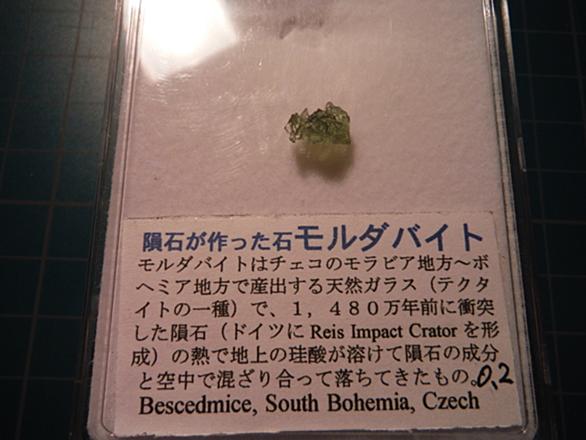 隕石が作った石モルダバイト
モルダバイトはチェコのモラビア地方～ボ
ヘミア地方で産出する天然ガラス（テクタ
イトの一種）で、１，４８０万年前に衝突
した隕石（ドイツに Reis Impact Crator を形
成）の熱で地上の珪酸が溶けて隕石の成分
と空中で混ざり合って落ちてきたもの。0,2
Bescedmice, South Bohemia, Czech